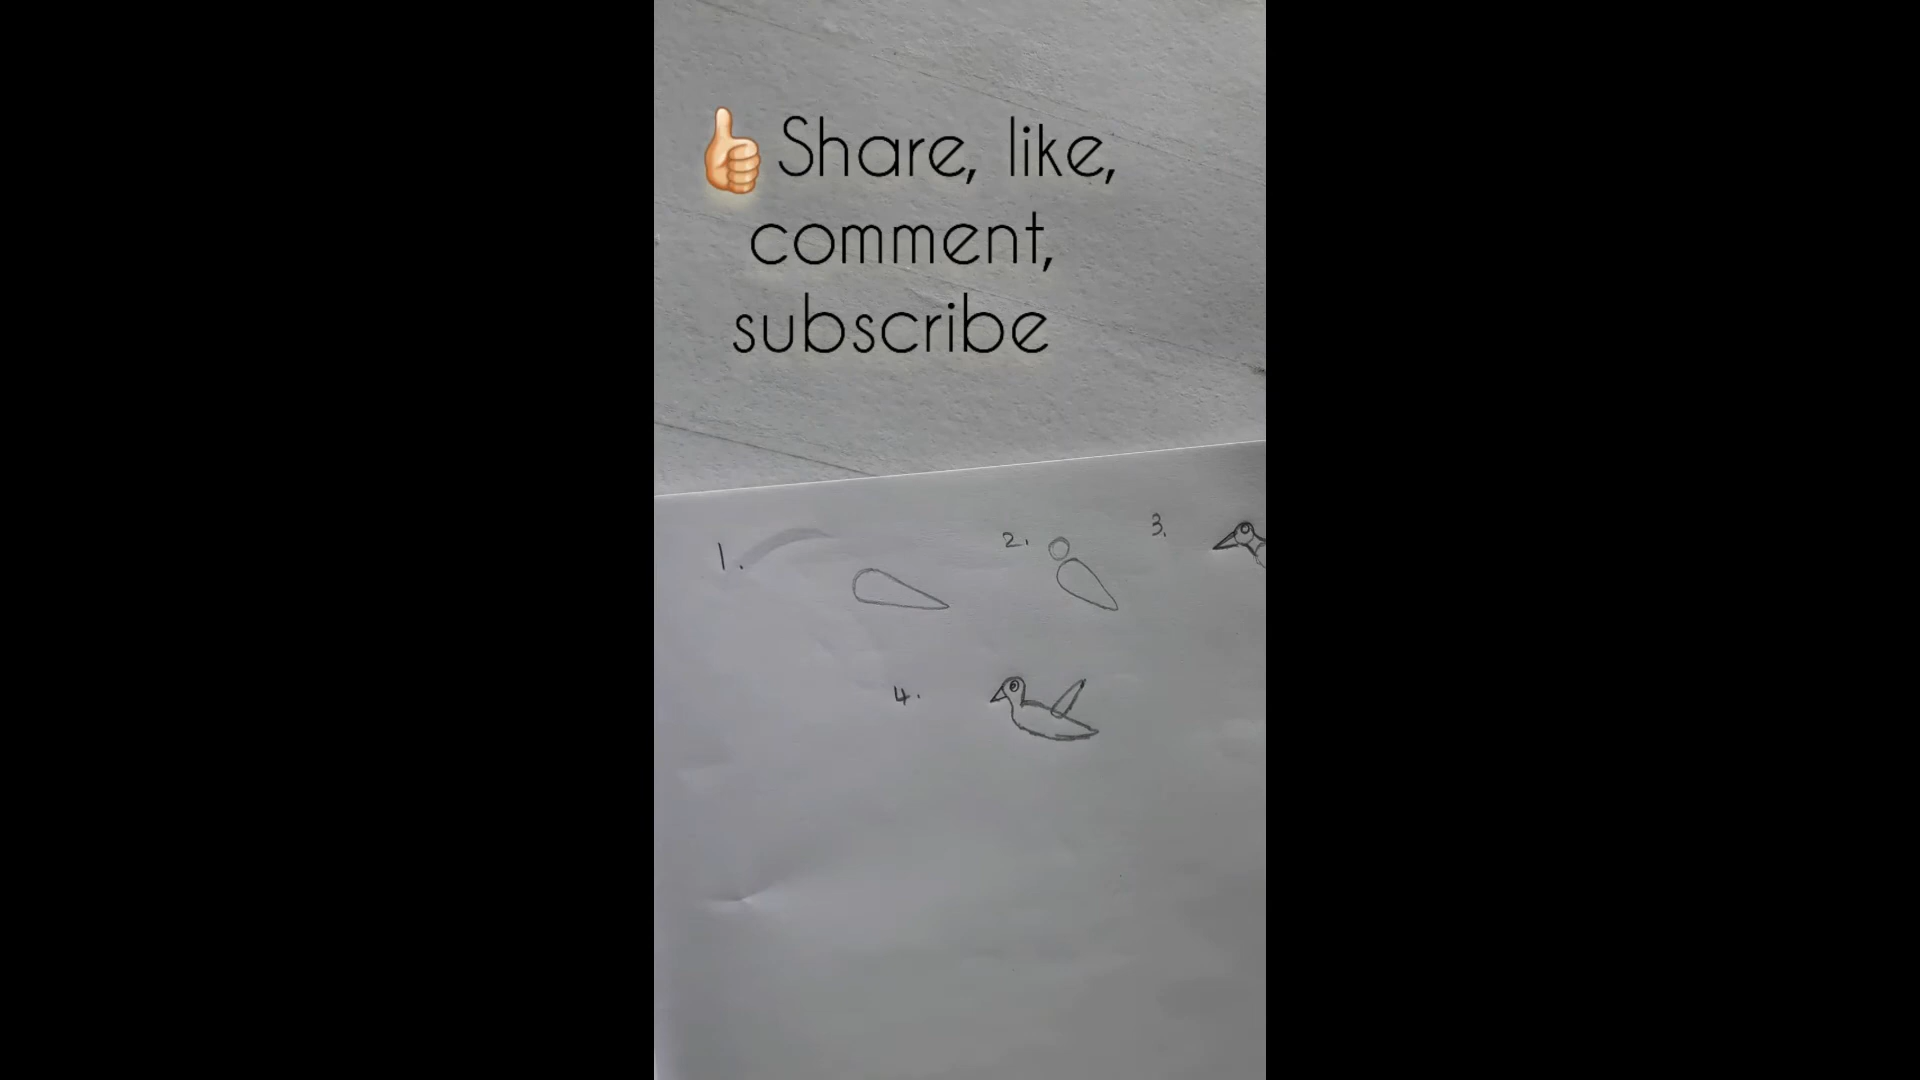 👍🏻Share, like,
comment,
subscribe
1.
2.
3.
4.